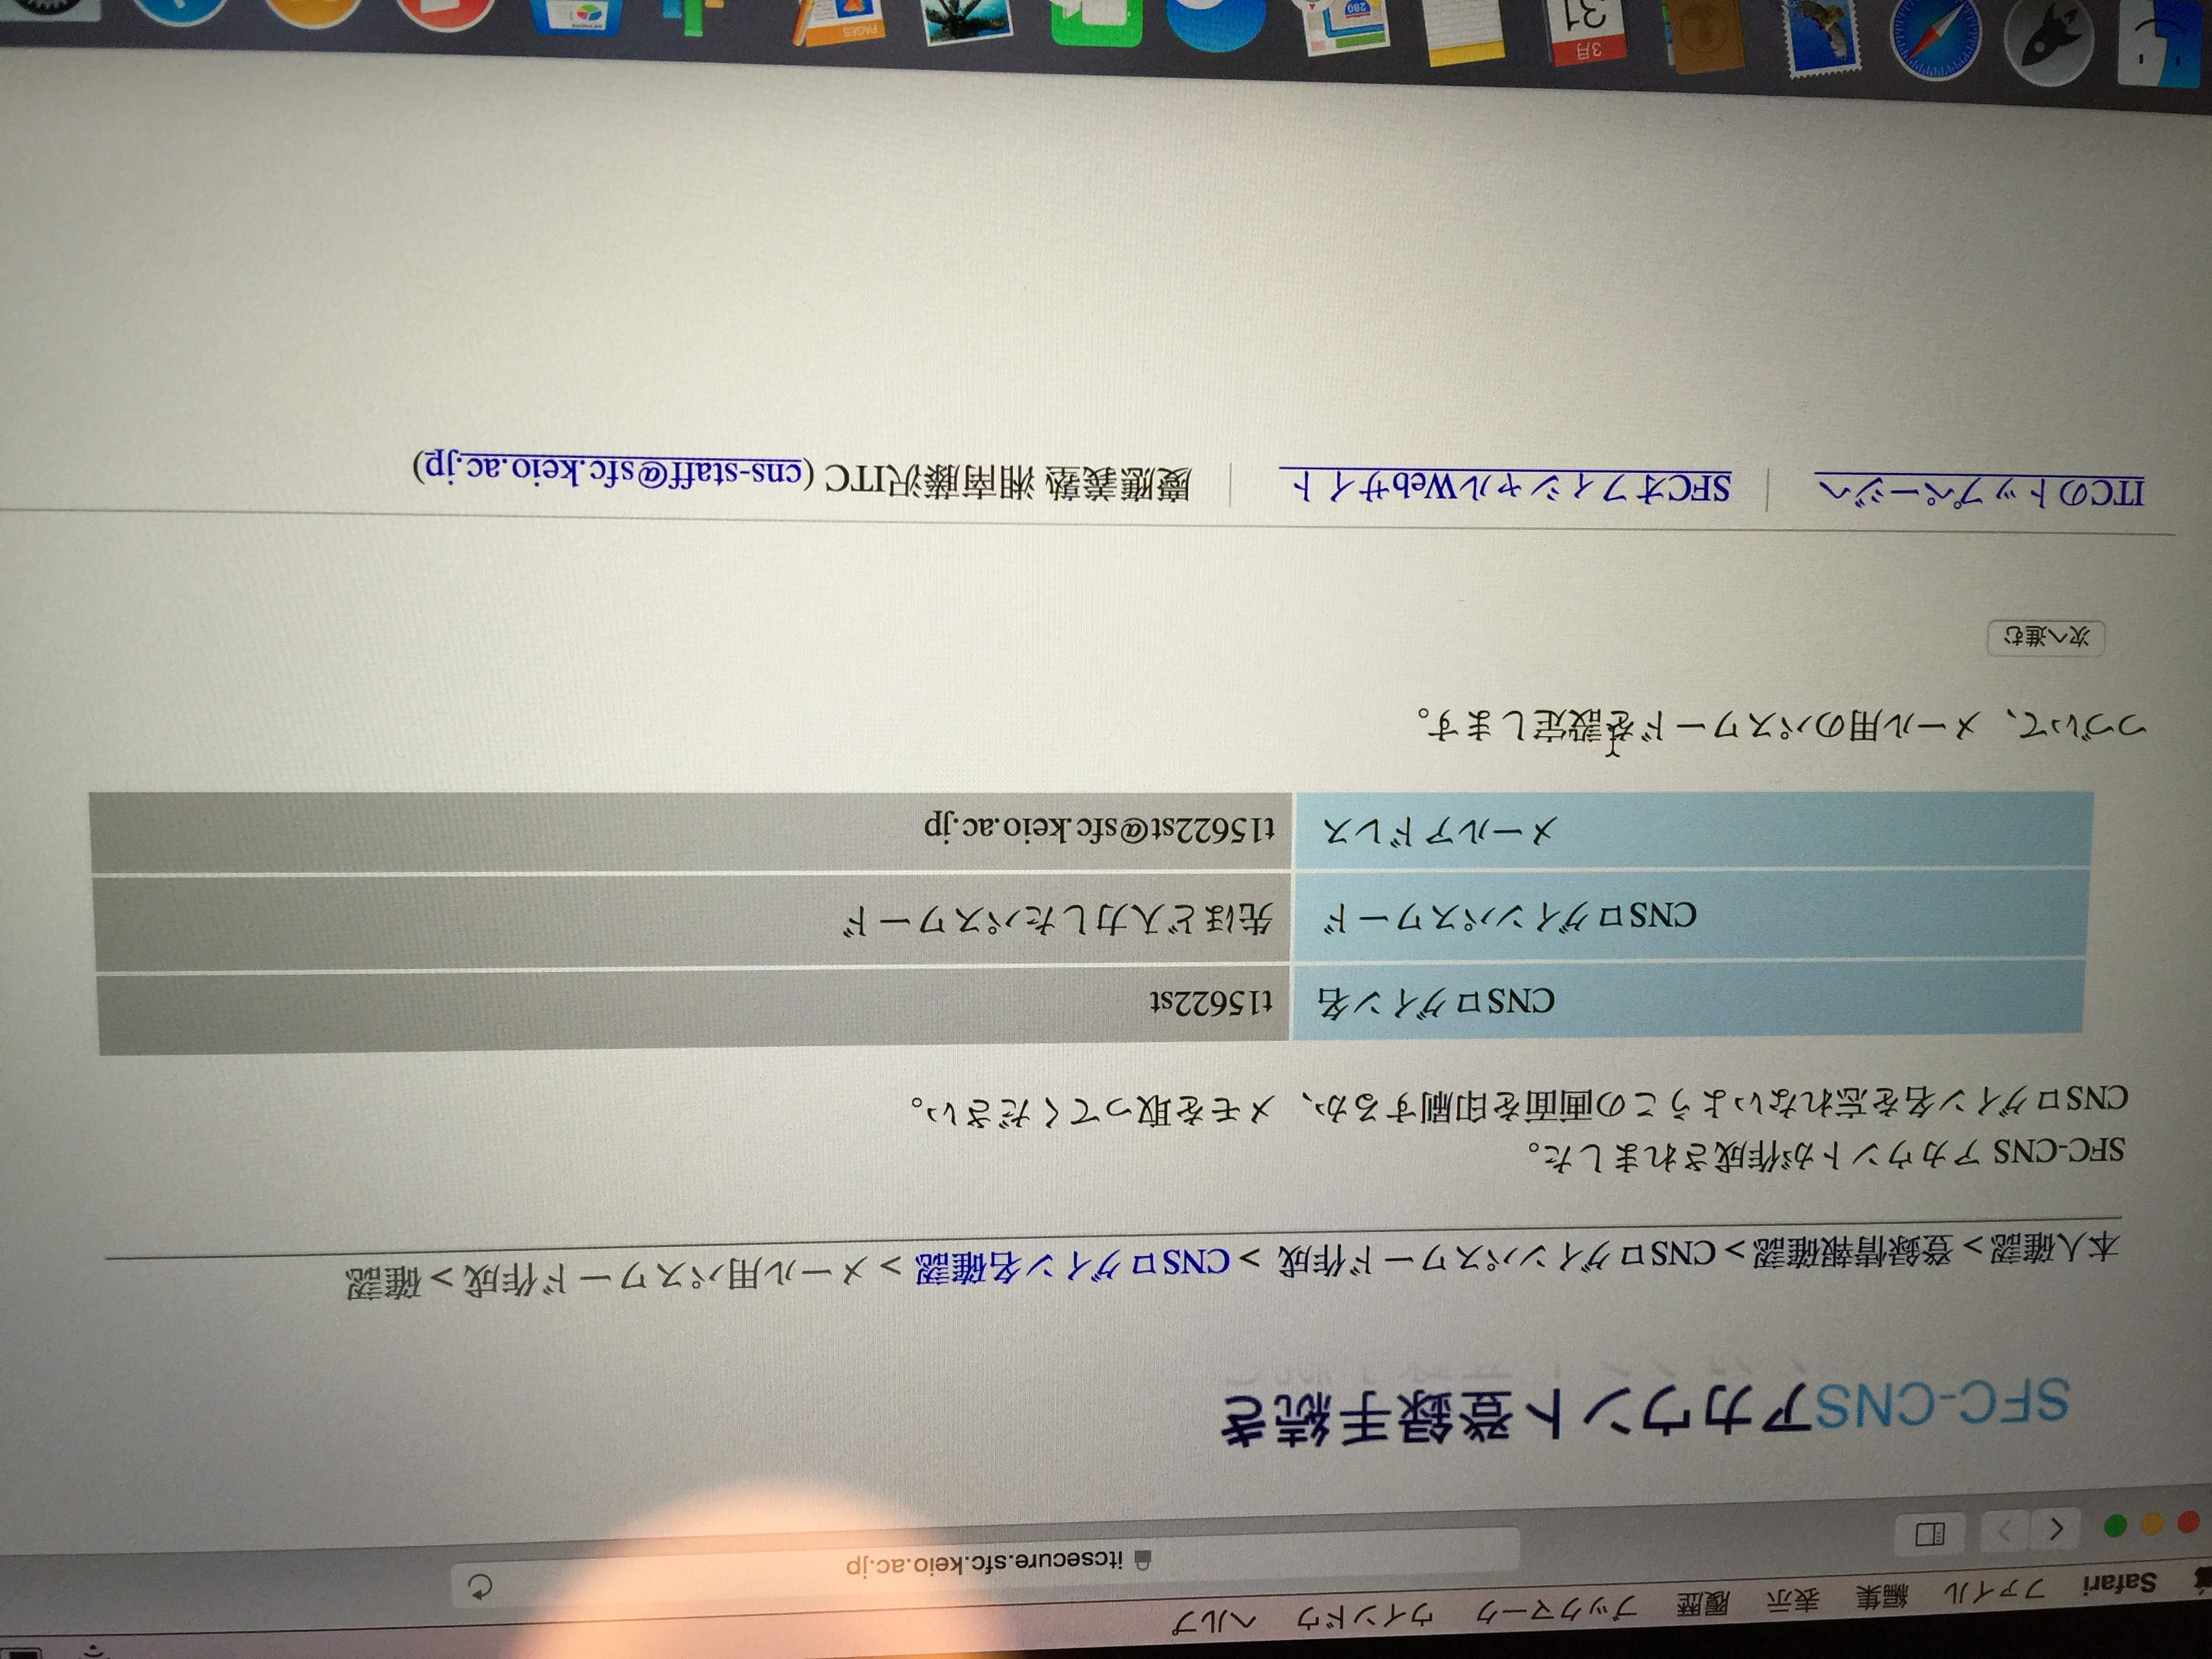 Safari ファイル 編集 表示 履歴 ブックマーク ウインドウ ヘルプ
itcsecure.sfc.keio.ac.jp
SFC-CNSアカウント登録手続き
本人確認 > 登録情報確認 > CNSログインパスワード作成 > CNSログイン名確認 > メール用パスワード作成 > 確認
SFC-CNS アカウントが作成されました。
CNSログイン名を忘れないようこの画面を印刷するか、メモを取ってください。
CNSログイン名 t15622st
CNSログインパスワード 先ほど入力したパスワード
メールアドレス t15622st@sfc.keio.ac.jp
つづいて、メール用のパスワードを設定します。
次へ進む
ITCのトップページへ | SFCオフィシャルWebサイト | 慶應義塾 湘南藤沢ITC (cns-staff@sfc.keio.ac.jp)
3月
31
280
PAGES